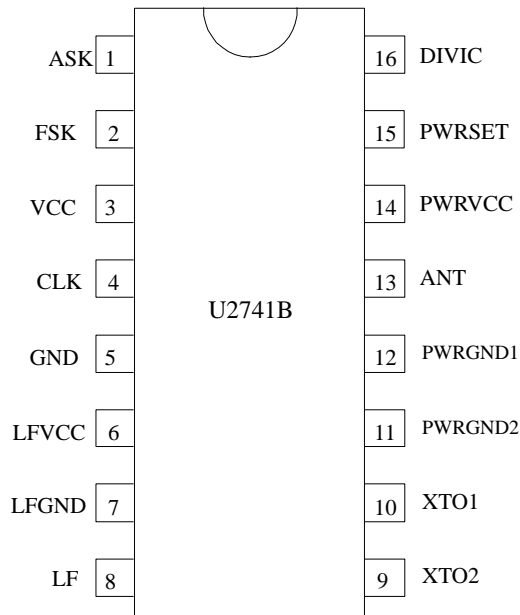 ASK 1 16 DIVIC
FSK 2 15 PWRSET
VCC 3 14 PWRVCC
CLK 4 13 ANT
U2741B
GND 5 12 PWRGND1
LFVCC 6 11 PWRGND2
LFGND 7 10 XTO1
LF 8 9 XTO2